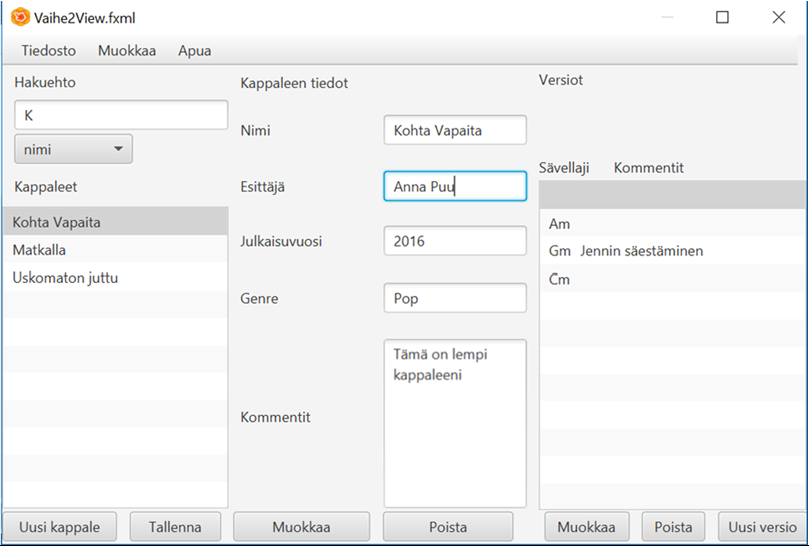 Vaihe2View.fxml
Tiedosto Muokkaa Apua
Hakuehto
K
nimi
Kappaleet
Kohta Vapaita
Matkalla
Uskomaton juttu
Kappaleen tiedot
Nimi Kohta Vapaita
Esittäjä Anna Puu
Julkaisuvuosi 2016
Genre Pop
Kommentit
Tämä on lempi
kappaleeni
Versiot
Sävellaji Kommentit
Am
Gm Jennin säestäminen
Cm
Uusi kappale Tallenna Muokkaa Poista Muokkaa Poista Uusi versio